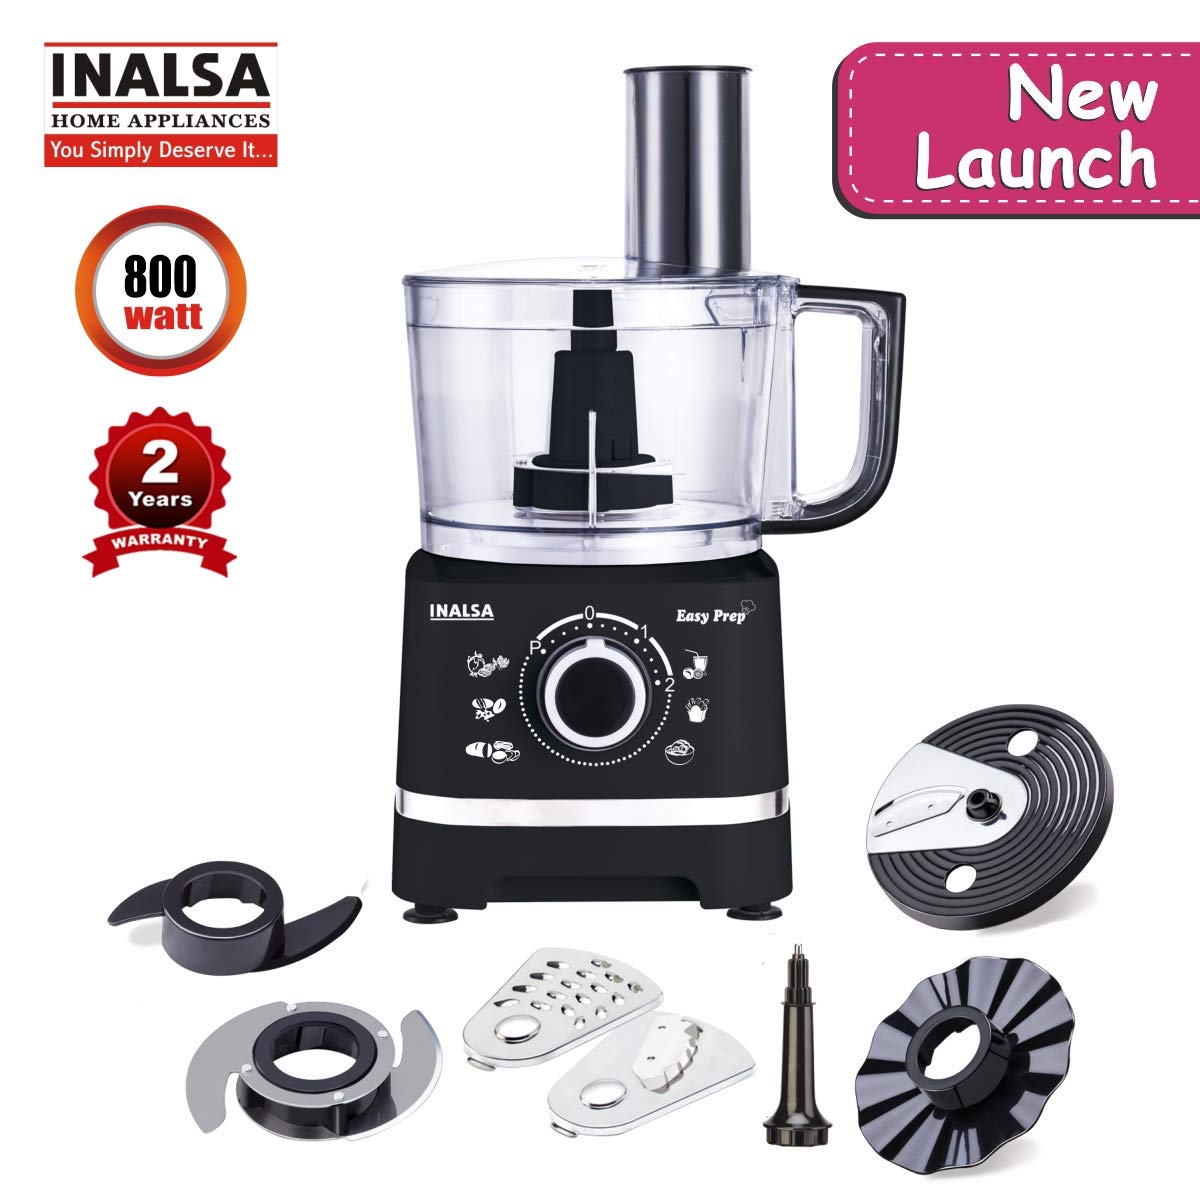 INALSA
HOME APPLIANCES
You Simply Deserve It...
New
Launch
800
watt
2
Years
WARRANTY
INALSA
Easy Prep
P 0 1 2